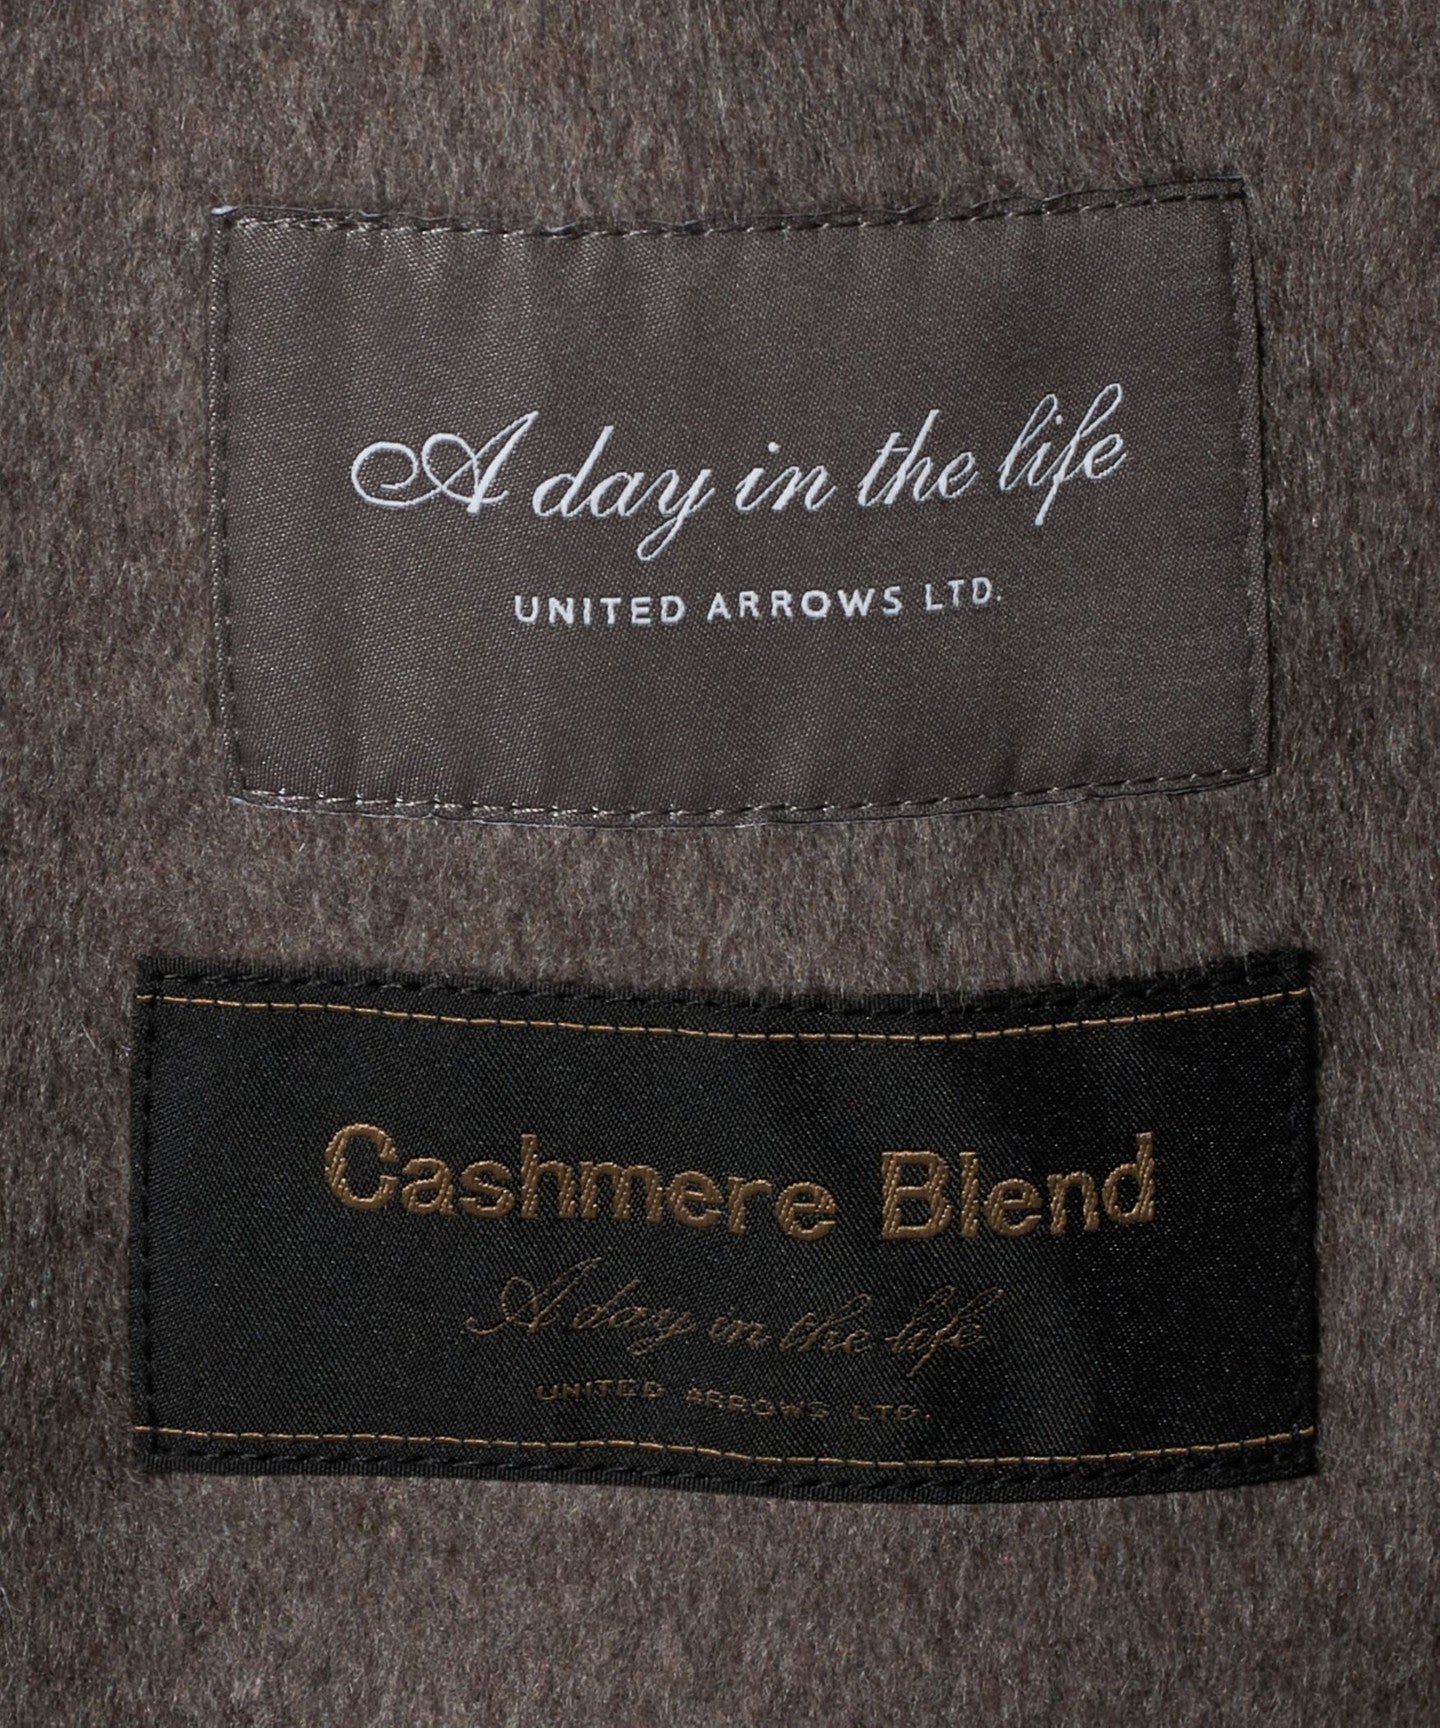 A day in the life
UNITED ARROWS LTD.
Cashmere Blend
A day in the life
UNITED ARROWS LTD.